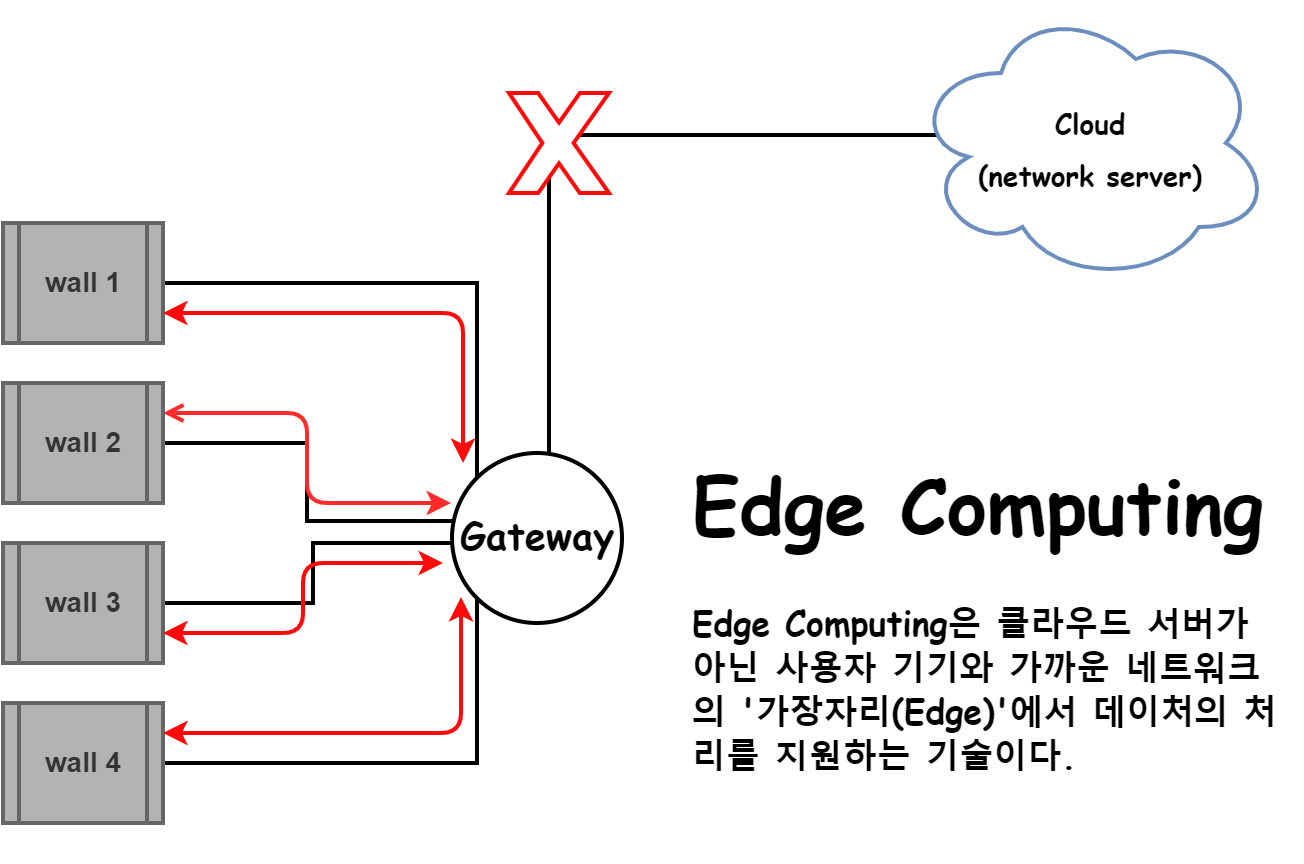 Cloud
(network server)
wall 1
wall 2
wall 3
wall 4
Gateway
Edge Computing
Edge Computing은 클라우드 서버가
아닌 사용자 기기와 가까운 네트워크
의 '가장자리(Edge)'에서 데이처의 처
리를 지원하는 기술이다.